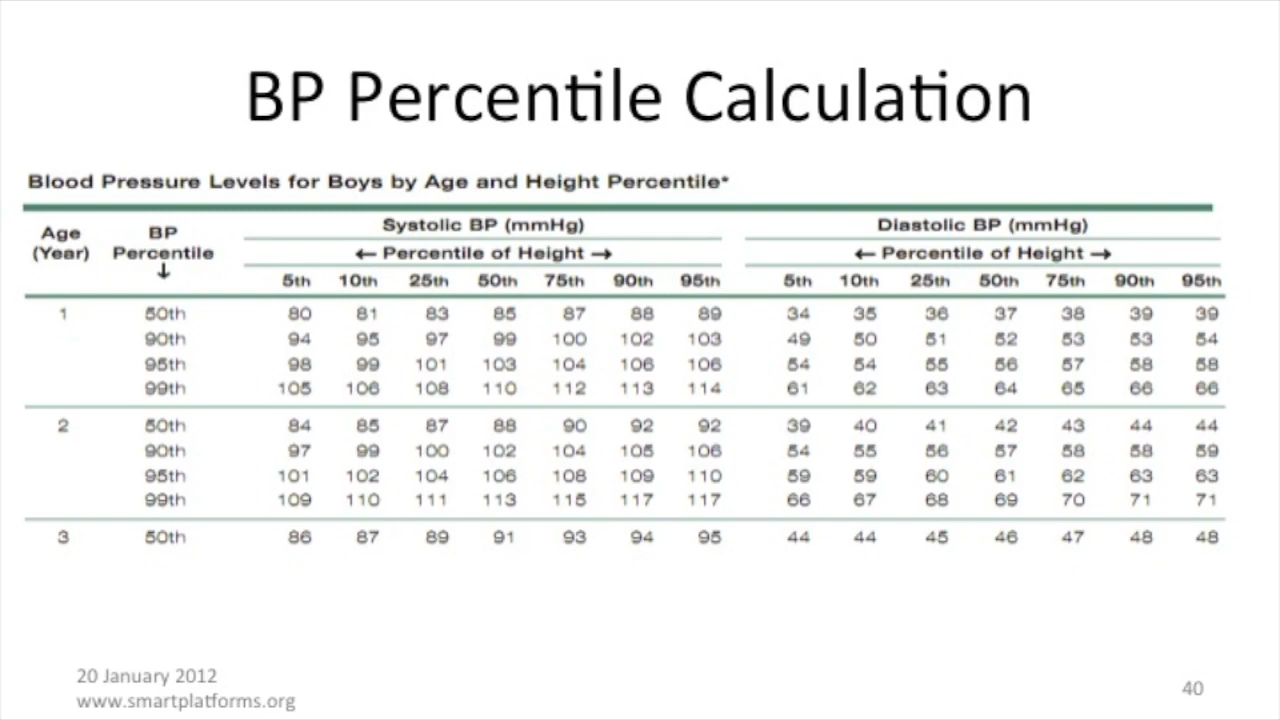 BP Percentile Calculation
Blood Pressure Levels for Boys by Age and Height Percentile*
Age (Year) BP Percentile ↓ Systolic BP (mmHg) Diastolic BP (mmHg)
← Percentile of Height → ← Percentile of Height →
5th 10th 25th 50th 75th 90th 95th 5th 10th 25th 50th 75th 90th 95th
1 50th 80 81 83 85 87 88 89 34 35 36 37 38 39 39
90th 94 95 97 99 100 102 103 49 50 51 52 53 53 54
95th 98 99 101 103 104 106 106 54 54 55 56 57 58 58
99th 105 106 108 110 112 113 114 61 62 63 64 65 66 66
2 50th 84 85 87 88 90 92 92 39 40 41 42 43 44 44
90th 97 99 100 102 104 105 106 54 55 56 57 58 58 59
95th 101 102 104 106 108 109 110 59 59 60 61 62 63 63
99th 109 110 111 113 115 117 117 66 67 68 69 70 71 71
3 50th 86 87 89 91 93 94 95 44 44 45 46 47 48 48
20 January 2012
www.smartplatforms.org
40